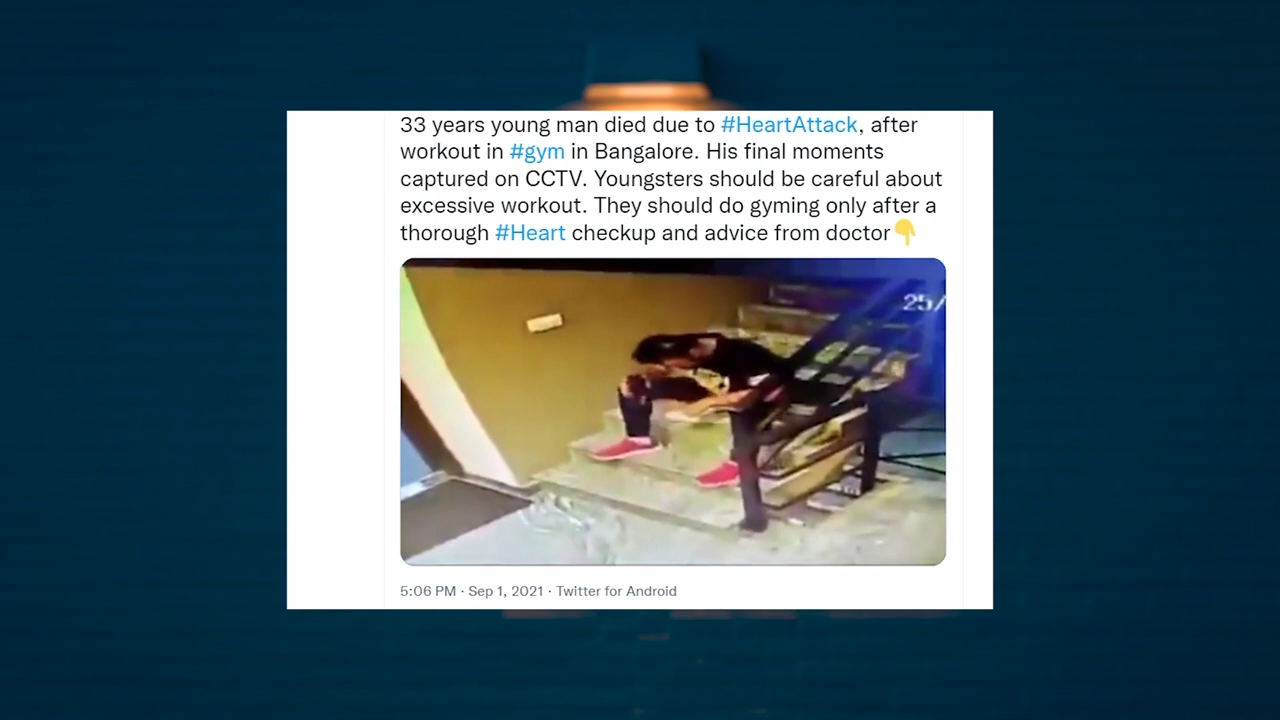 33 years young man died due to #HeartAttack, after
workout in #gym in Bangalore. His final moments
captured on CCTV. Youngsters should be careful about
excessive workout. They should do gyming only after a
thorough #Heart checkup and advice from doctor👇
25/
5:06 PM · Sep 1, 2021 · Twitter for Android